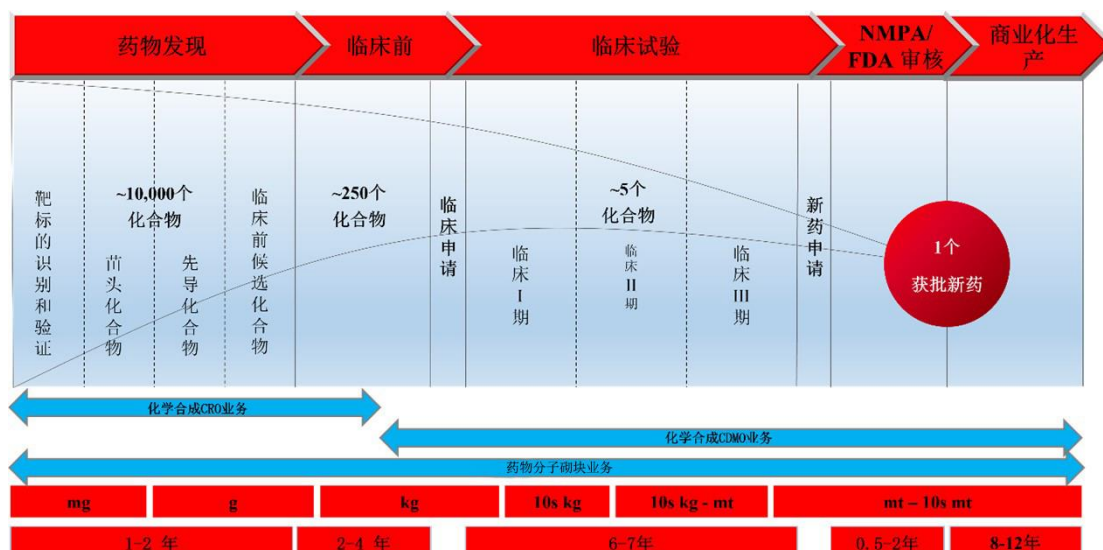 药物发现
临床前
临床试验
NMPA/
FDA 审核
商业化生
产
靶标的识别和验证
~10,000个
化合物
苗头化合物
先导化合物
临床前候选化合物
~250个
化合物
临床申请
~5个
化合物
临床Ⅰ期
临床Ⅱ期
临床Ⅲ期
新药申请
1个
获批新药
化学合成CRO业务
化学合成CDMO业务
药物分子砌块业务
mg
g
kg
10s kg
10s kg - mt
mt – 10s mt
1-2 年
2-4 年
6-7年
0.5-2年
8-12年